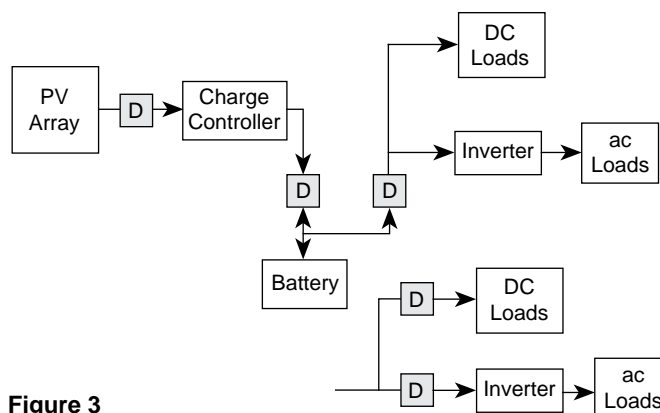 DC
Loads
PV
Array
D
Charge
Controller
Inverter
ac
Loads
D
D
Battery
D
DC
Loads
D
Inverter
ac
Loads
Figure 3